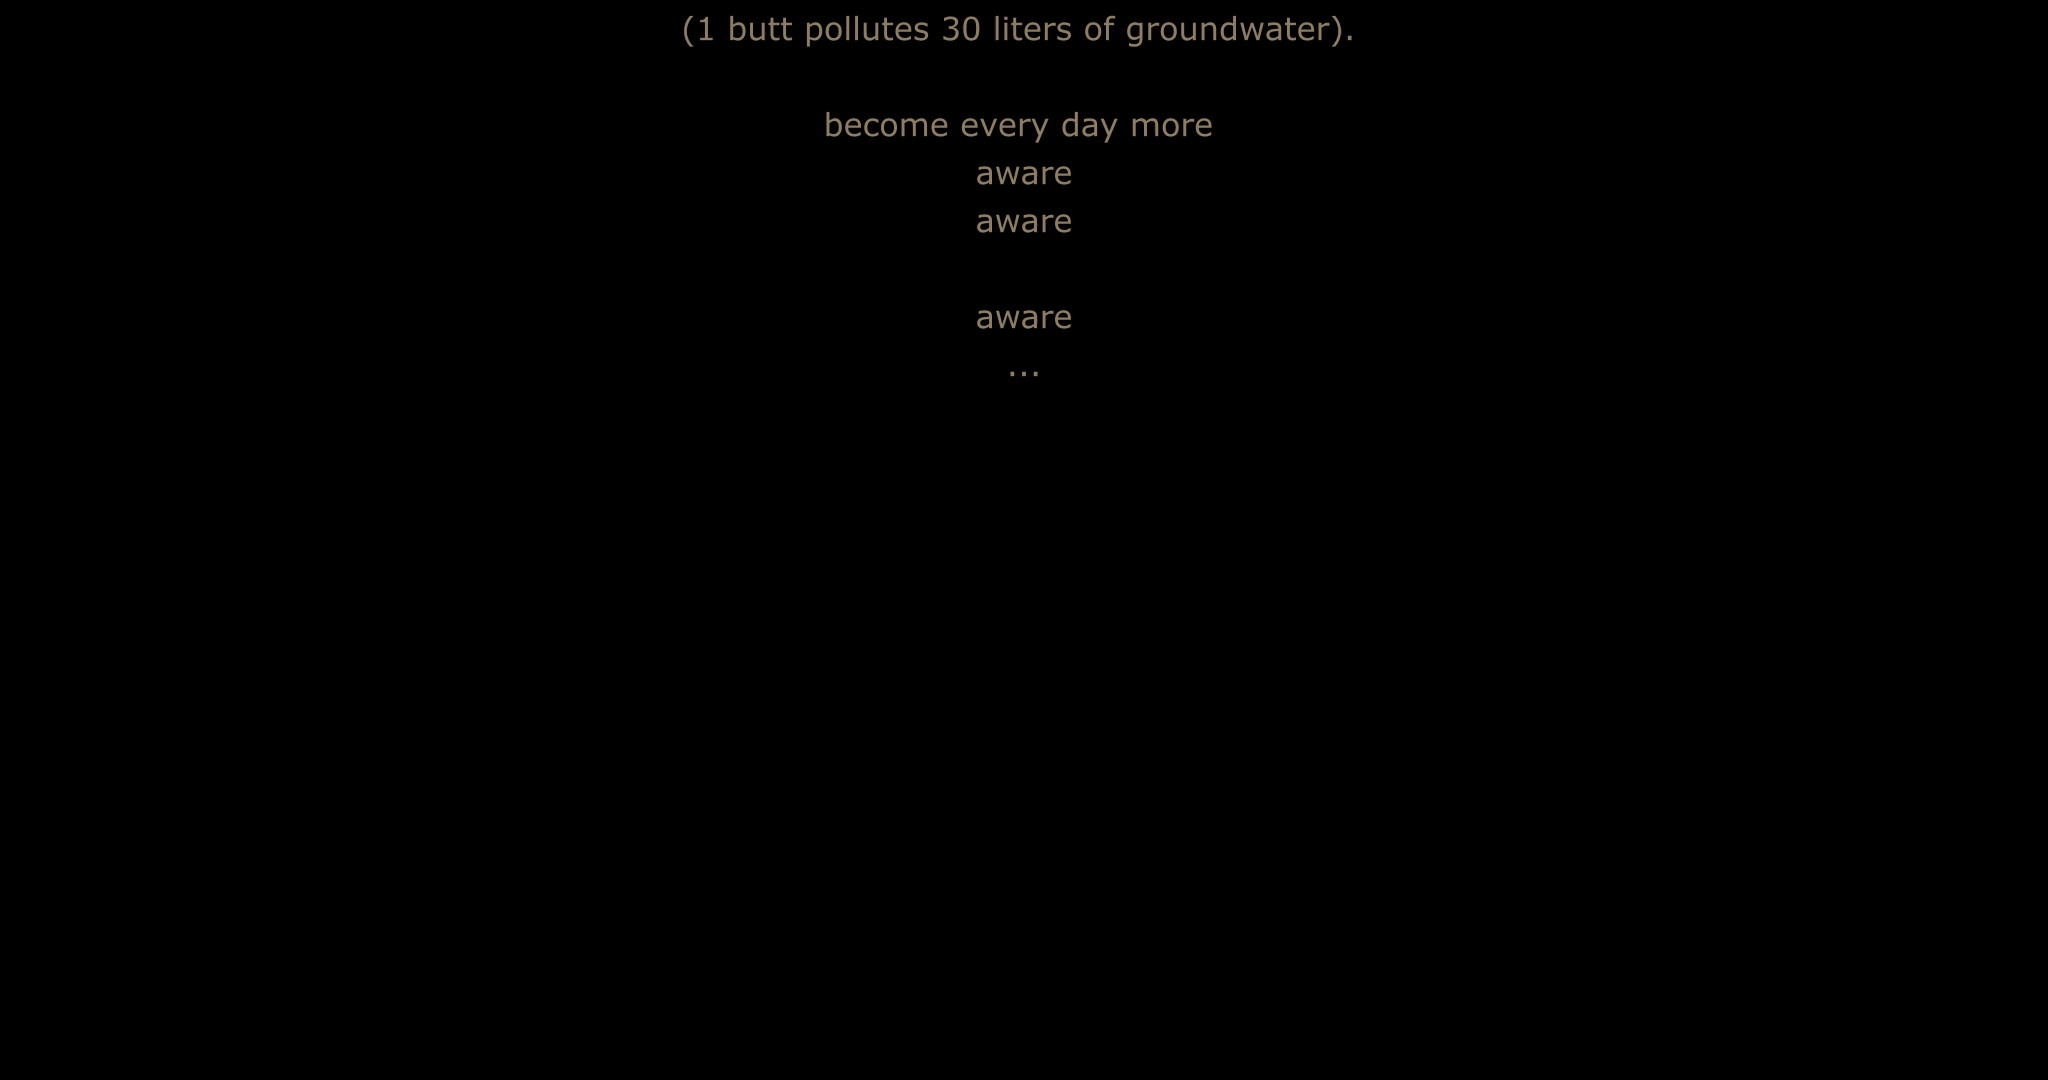 (1 butt pollutes 30 liters of groundwater).
become every day more
aware
aware
aware
...